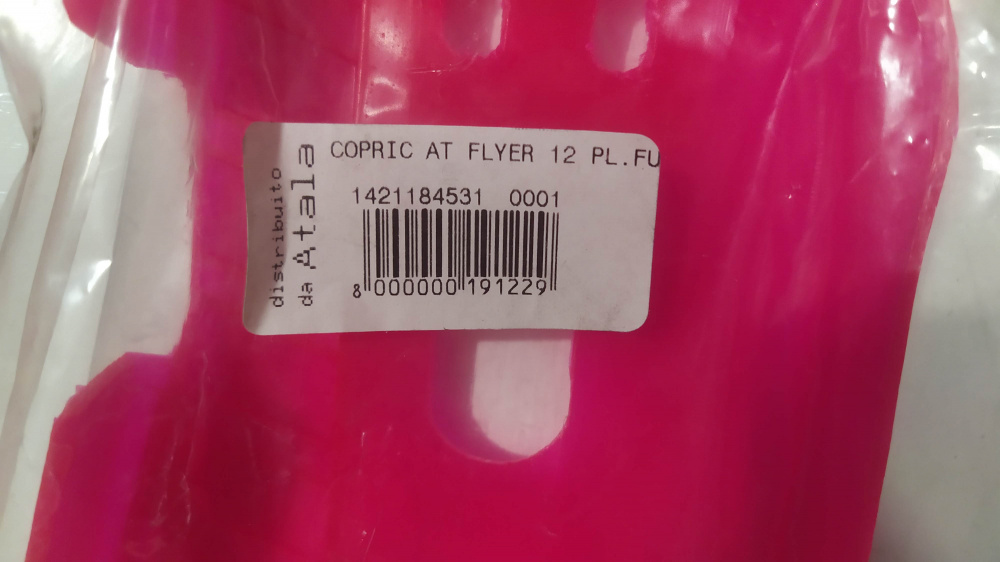 COPRIC AT FLYER 12 PL.FU
1421184531 0001
8 000000 191229
distribuito
da Atala